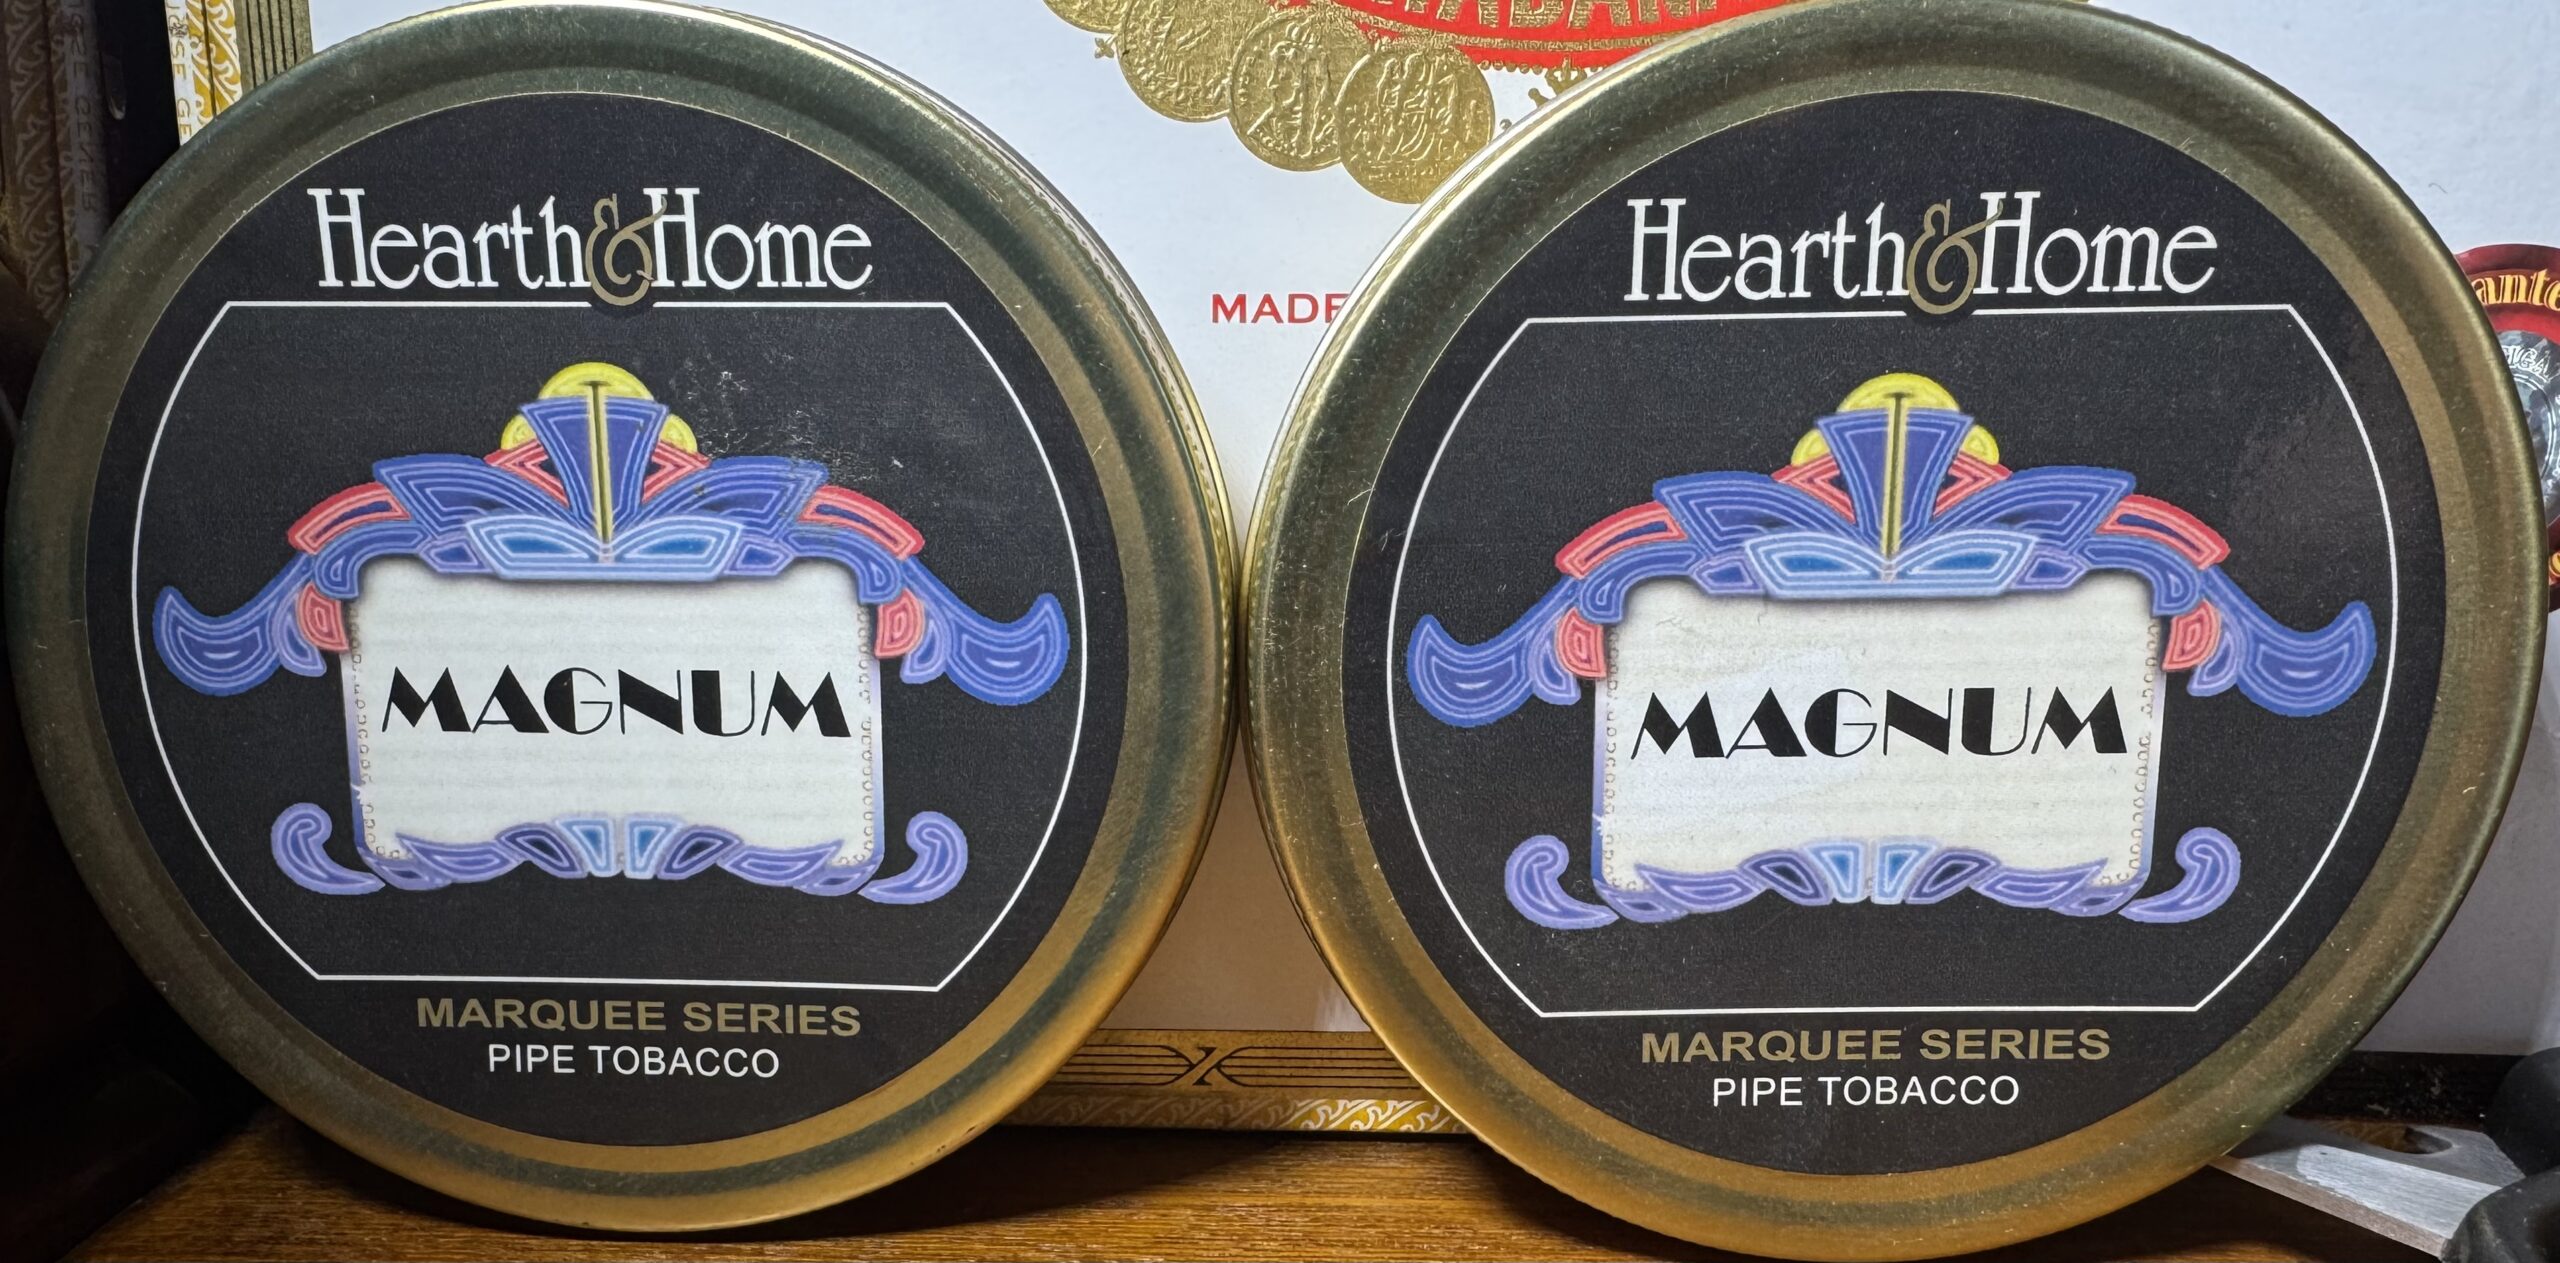 Hearth & Home
MAGNUM
MARQUEE SERIES
PIPE TOBACCO
MADE
Hearth & Home
MAGNUM
MARQUEE SERIES
PIPE TOBACCO